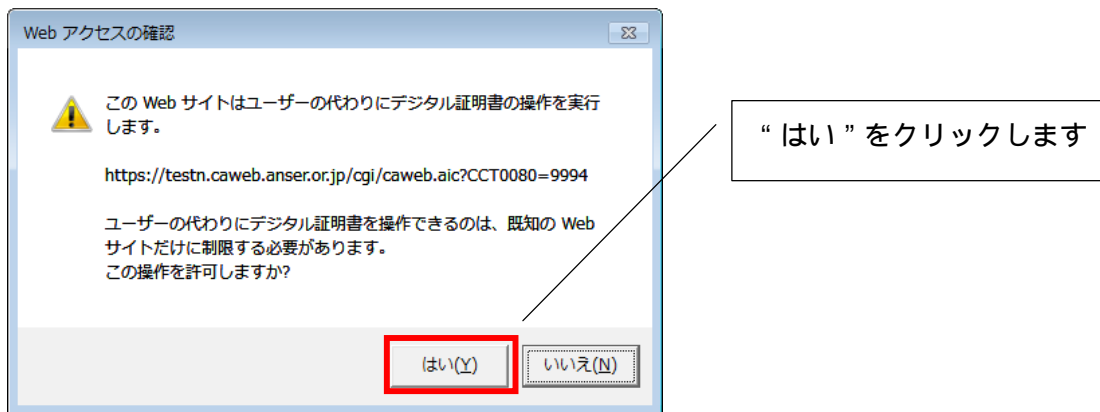 Web アクセスの確認
この Web サイトはユーザーの代わりにデジタル証明書の操作を実行
します。
https://testn.caweb.anser.or.jp/cgi/caweb.aic?CCT0080=9994
ユーザーの代わりにデジタル証明書を操作できるのは、既知の Web
サイトだけに制限する必要があります。
この操作を許可しますか?
はい(Y)
いいえ(N)
“はい”をクリックします